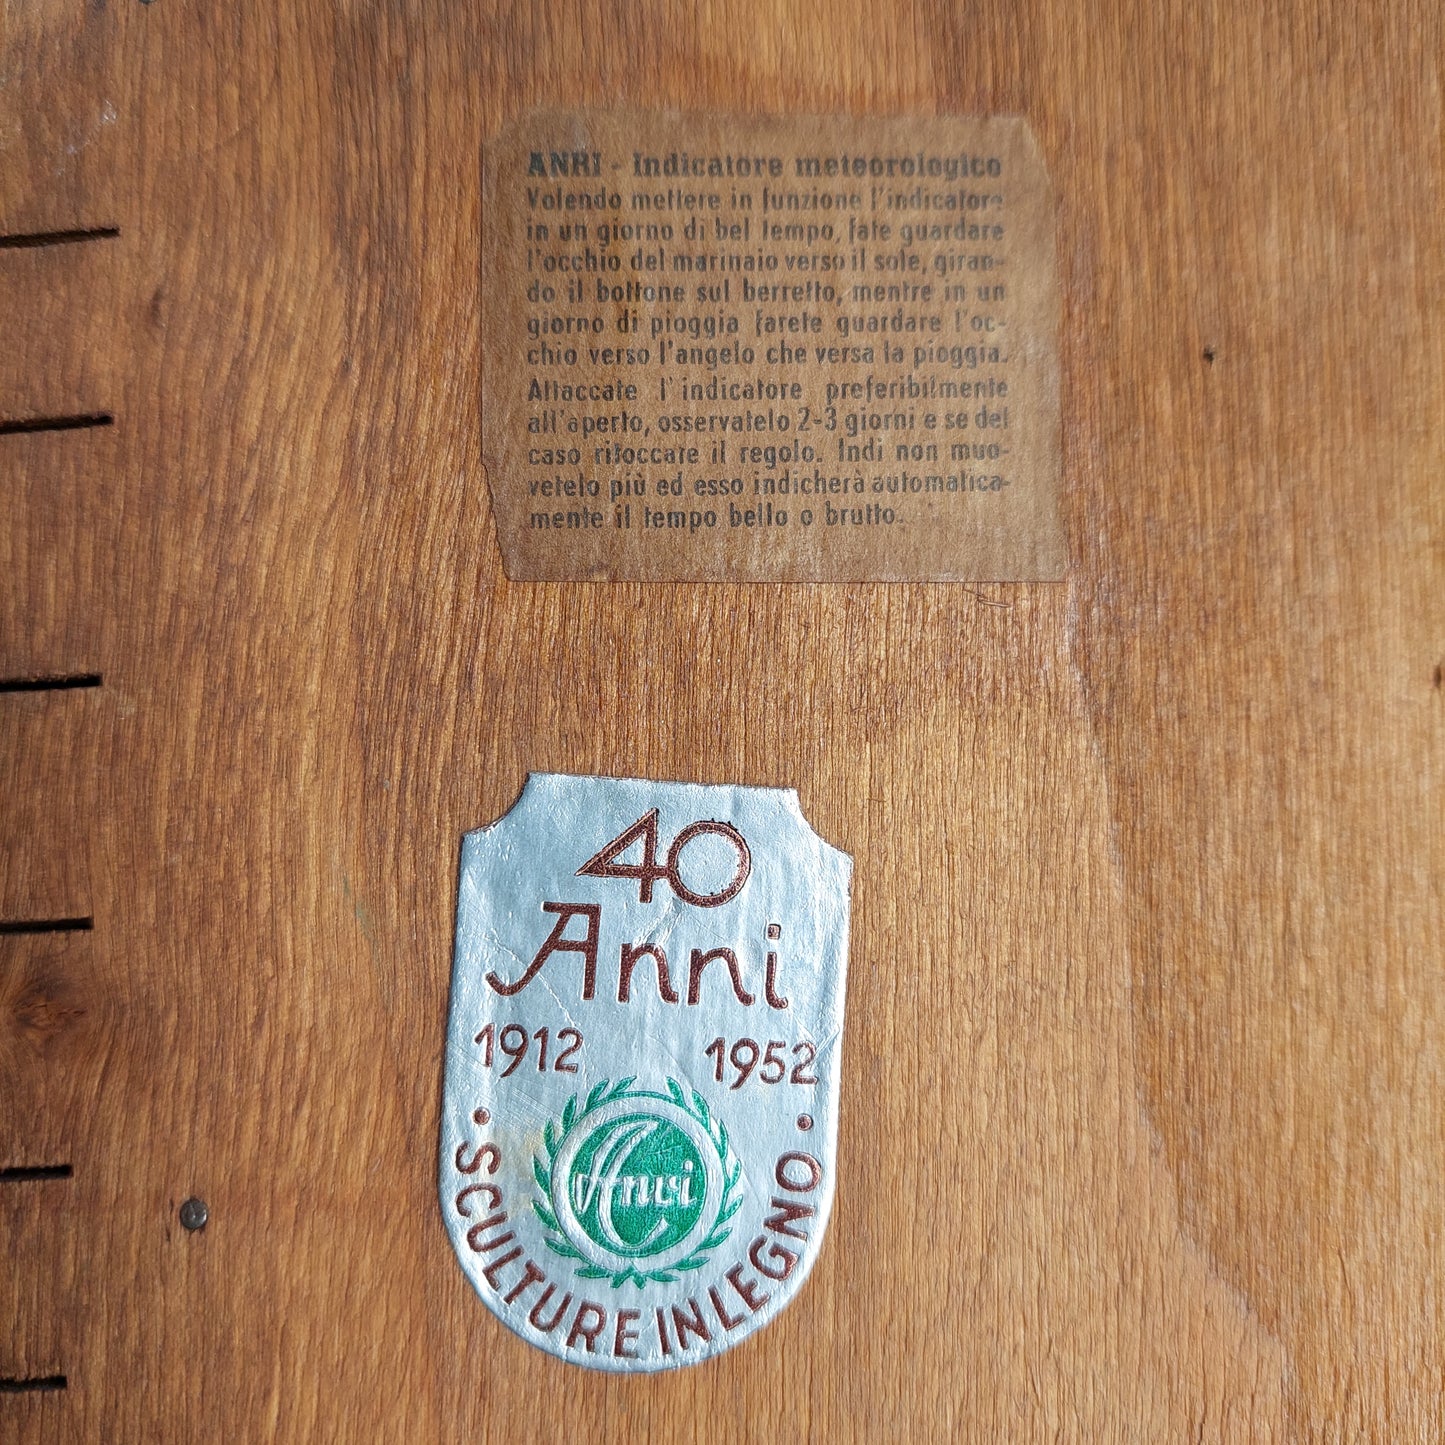 ANRI - Indicatore meteorologico
Volendo mettere in funzione l'indicatore
in un giorno di bel tempo, fate guardare
l'occhio del marinaio verso il sole, giran-
do il bottone sul berretto, mentre in un
giorno di pioggia farete guardare l'oc-
chio verso l'angelo che versa la pioggia.
Attaccate l'indicatore preferibilmente
all'aperto, osservatelo 2-3 giorni e se del
caso ritoccate il regolo. Indi non muo-
vetelo più ed esso indicherà automatica-
mente il tempo bello o brutto.
40
Anni
1912 1952
Anri
• SCULTURE IN LEGNO •